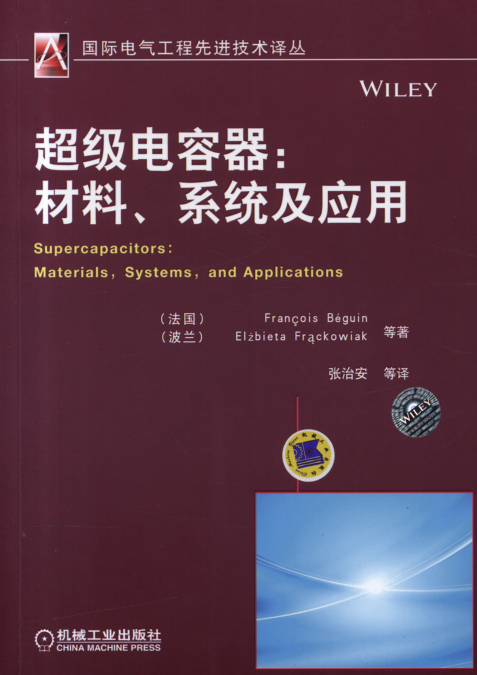 国际电气工程先进技术译丛
WILEY
超级电容器:
材料、系统及应用
Supercapacitors:
Materials, Systems, and Applications
(法国) François Béguin
(波兰) Elżbieta Frąckowiak 等著
张治安 等译
WILEY
机械工业出版社
CHINA MACHINE PRESS